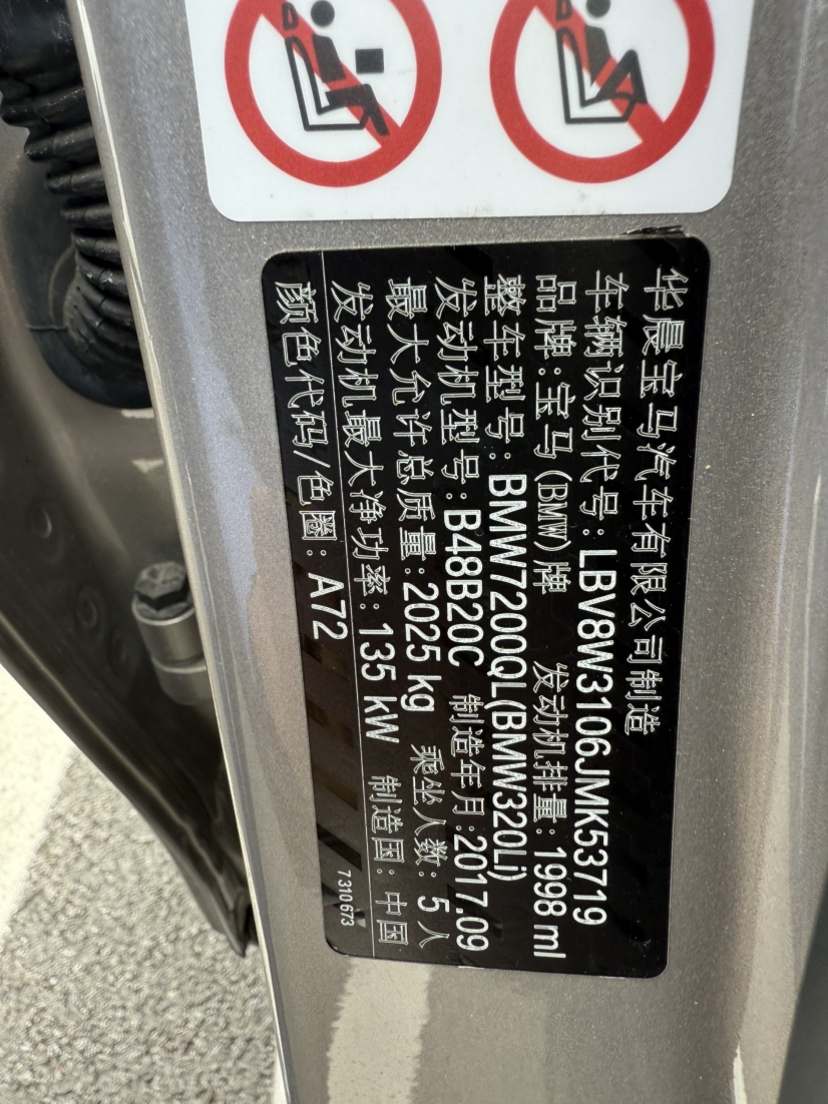 华晨宝马汽车有限公司制造
车辆识别代号:LBV8W3106JMK53719
品牌:宝马(BMW)牌 发动机排量:1998 ml
整车型号:BMW7200QL(BMW320Li)
发动机型号:B48B20C 制造年月:2017.09
最大允许总质量:2025 kg 乘坐人数:5人
发动机最大净功率:135 kW 制造国:中国
颜色代码/色圈:A72
7 310 673